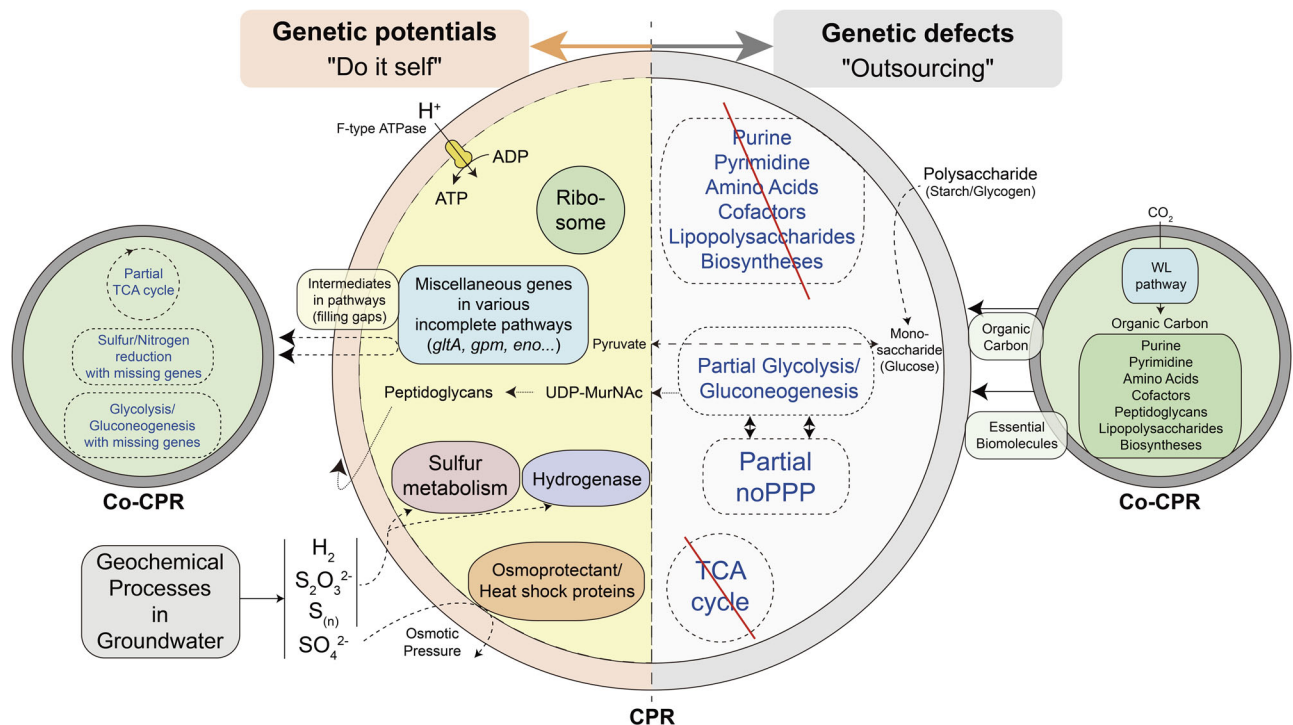 Genetic potentials
"Do it self"
Genetic defects
"Outsourcing"
H+
F-type ATPase
ADP
ATP
Ribo-
some
Purine
Pyrimidine
Amino Acids
Cofactors
Lipopolysaccharides
Biosyntheses
Polysaccharide
(Starch/Glycogen)
CO2
WL
pathway
Organic Carbon
Purine
Pyrimidine
Amino Acids
Cofactors
Peptidoglycans
Lipopolysaccharides
Biosyntheses
Co-CPR
Organic
Carbon
Essential
Biomolecules
Partial
TCA cycle
Sulfur/Nitrogen
reduction
with missing genes
Glycolysis/
Gluconeogenesis
with missing genes
Co-CPR
Intermediates
in pathways
(filling gaps)
Miscellaneous genes
in various
incomplete pathways
(gltA, gpm, eno...)
Pyruvate
Mono-
saccharide
(Glucose)
Partial Glycolysis/
Gluconeogenesis
Peptidoglycans
UDP-MurNAc
Partial
noPPP
Sulfur
metabolism
Hydrogenase
Geochemical
Processes
in
Groundwater
H2
S2O3 2-
S(n)
SO4 2-
Osmoprotectant/
Heat shock proteins
Osmotic
Pressure
TCA
cycle
CPR